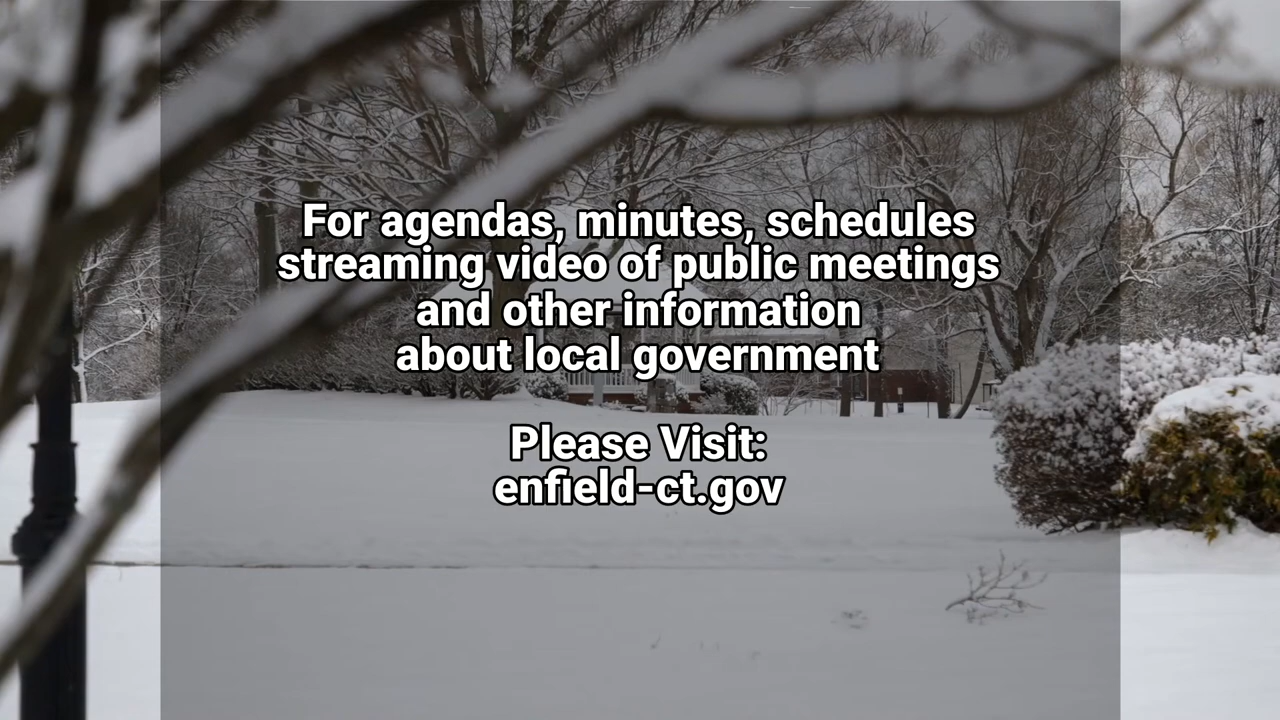 For agendas, minutes, schedules
streaming video of public meetings
and other information
about local government
Please Visit:
enfield-ct.gov